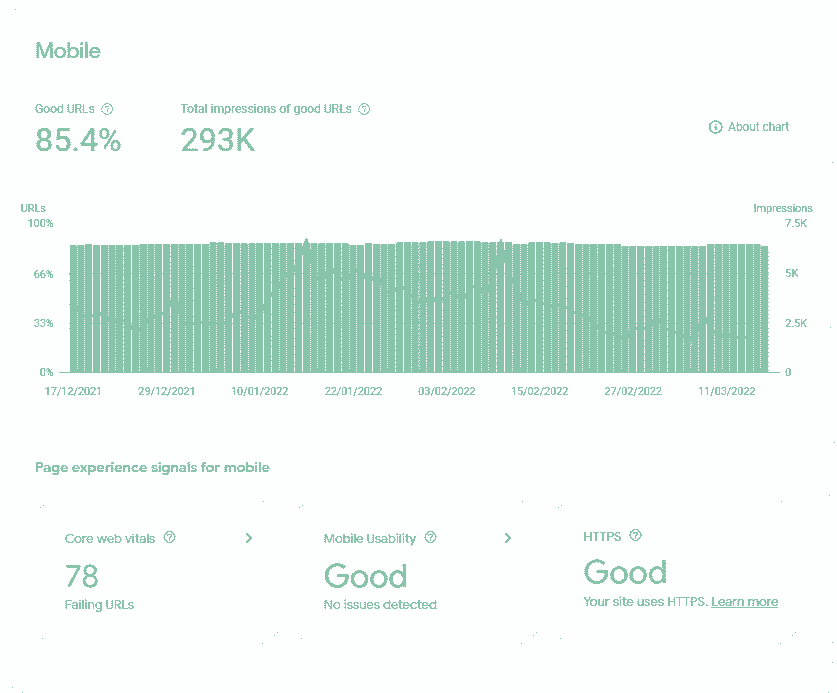 Mobile
Good URLs
Total impressions of good URLs
85.4%
293K
About chart
URLs
Impressions
100%
7.5K
66%
5K
33%
2.5K
0%
0
17/12/2021 29/12/2021 10/01/2022 22/01/2022 03/02/2022 15/02/2022 27/02/2022 11/03/2022
Page experience signals for mobile
Core web vitals
78
Failing URLs
Mobile Usability
Good
No issues detected
HTTPS
Good
Your site uses HTTPS. Learn more